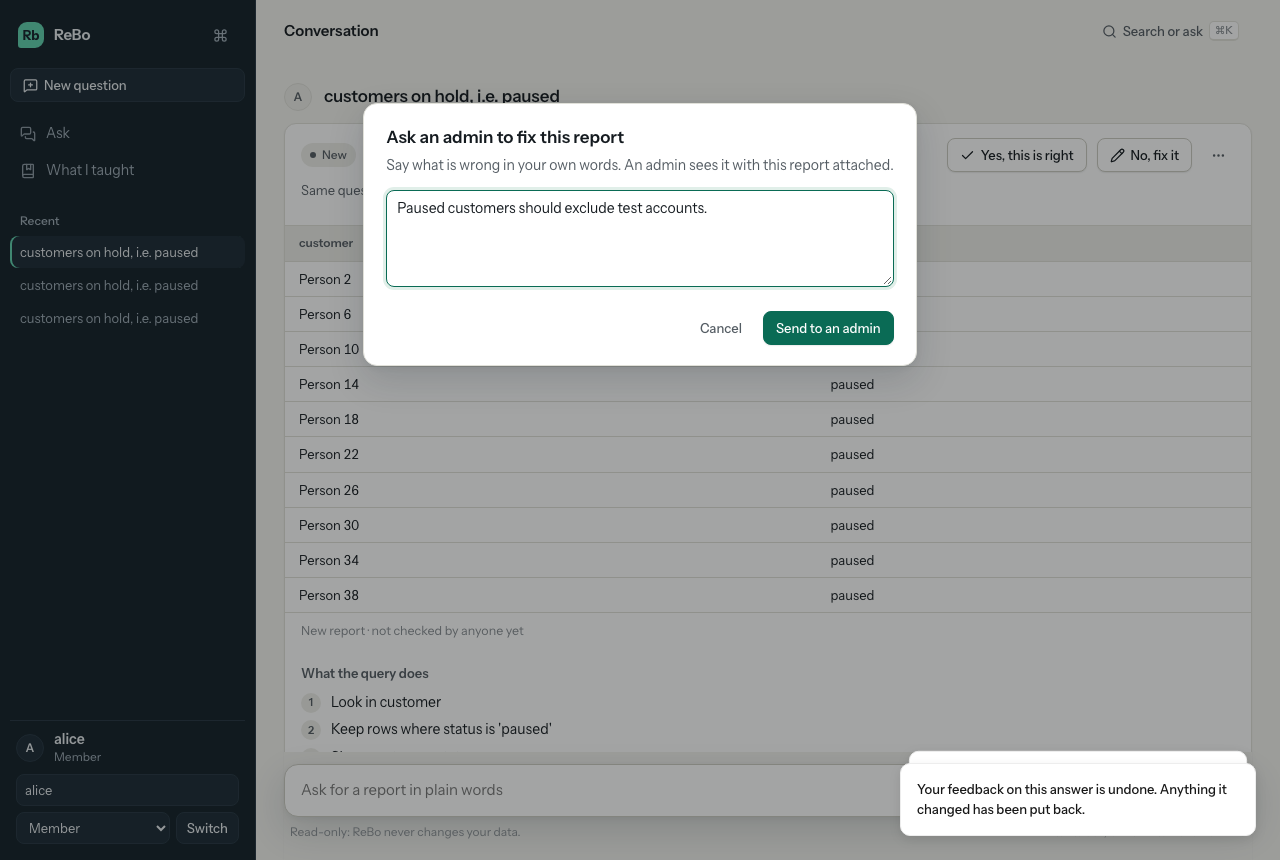 Rb ReBo ⌘
New question
Ask
What I taught
Recent
customers on hold, i.e. paused
customers on hold, i.e. paused
customers on hold, i.e. paused
A alice
Member
alice
Member Switch
Conversation
Search or ask ⌘K
A customers on hold, i.e. paused
New
Yes, this is right
No, fix it
Same
Ask an admin to fix this report
Say what is wrong in your own words. An admin sees it with this report attached.
Paused customers should exclude test accounts.
Cancel Send to an admin
customer
Person 2
Person 6
Person 10
Person 14 paused
Person 18 paused
Person 22 paused
Person 26 paused
Person 30 paused
Person 34 paused
Person 38 paused
New report · not checked by anyone yet
What the query does
1 Look in customer
2 Keep rows where status is 'paused'
Ask for a report in plain words
Read-only: ReBo never changes your data.
Your feedback on this answer is undone. Anything it
changed has been put back.